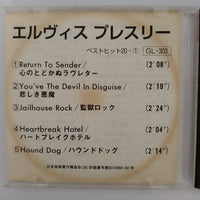 エルヴィス プレスリー
ベストヒット20-① GL-303
1 Return To Sender / (2´08″)
心のとどかぬラヴレター
2 You've The Devil In Disguise / (2´19″)
悲しき悪魔
3 Jailhouse Rock / 監獄ロック (2´24″)
4 Heartbreak Hotel / (2´04″)
ハートブレイクホテル
5 Hound Dog / ハウンドドッグ (2´14″)